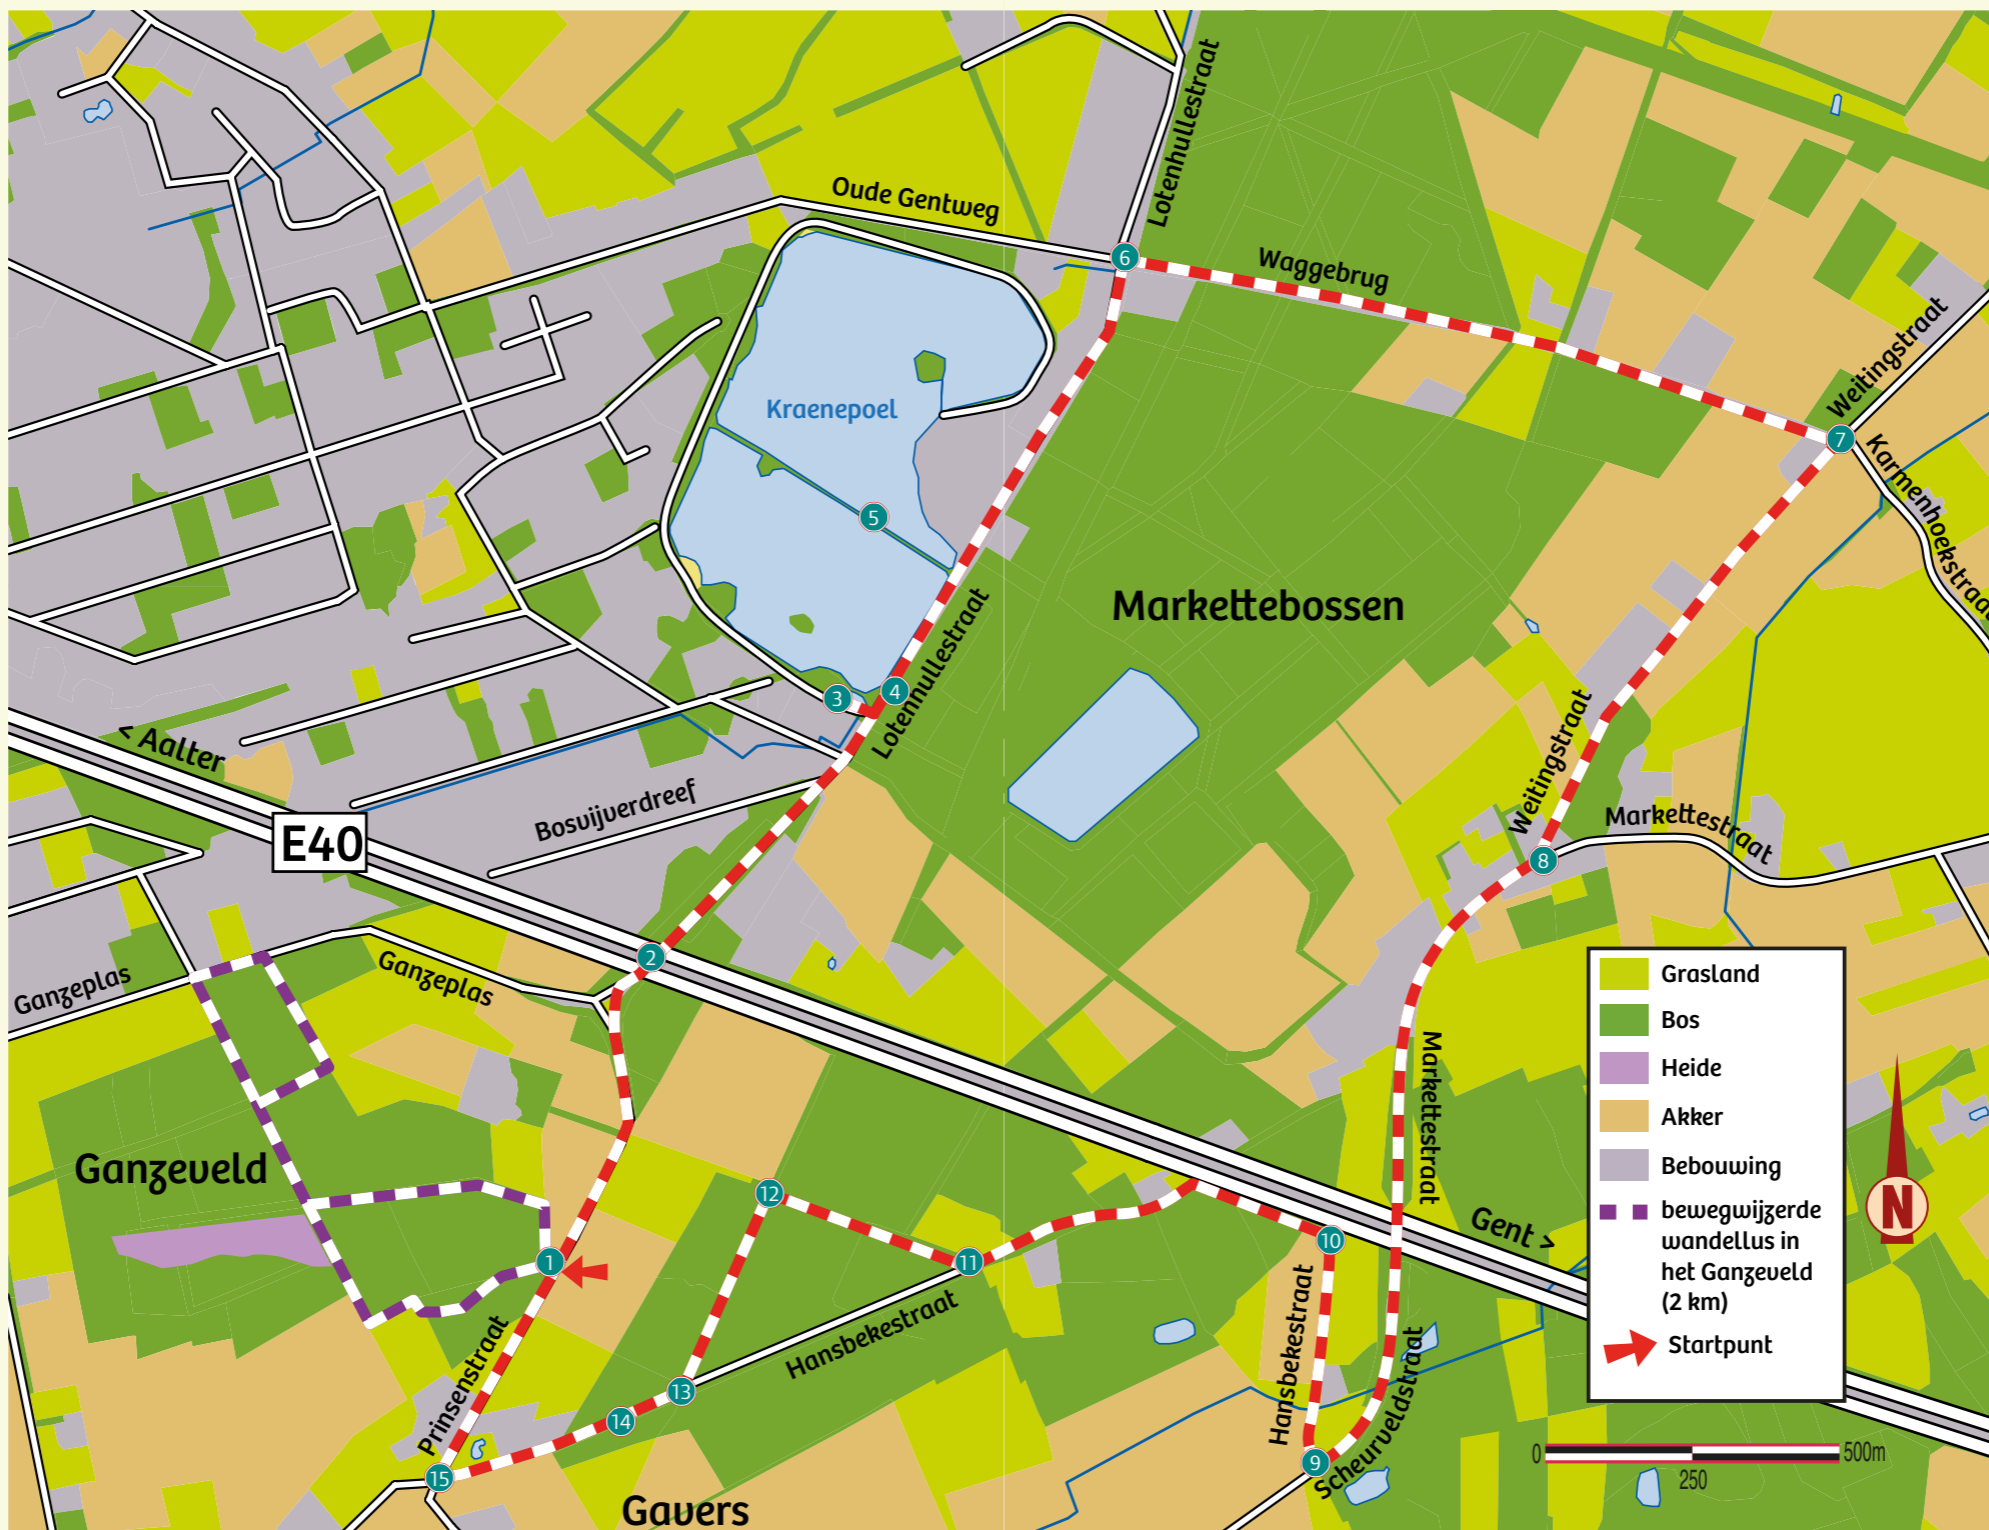 Lotenhullestraat
Oude Gentweg
6
Waggebrug
Weitingstraat
7
Karmenhoekstraat
Kraenepoel
5
Markettebossen
3
4
Lotenhullestraat
< Aalter
E40
Bosvijverdreef
Weitingstraat
Markettestraat
8
2
Ganzeplas
Ganzeplas
Markettestraat
Ganzeveld
12
10
11
Gent >
1
Hansbekestraat
Hansbekestraat
Prinsenstraat
13
14
15
9
Scheurveldstraat
Gavers
Grasland
Bos
Heide
Akker
Bebouwing
bewegwijzerde
wandellus in
het Ganzeveld
(2 km)
Startpunt
N
0
250
500m